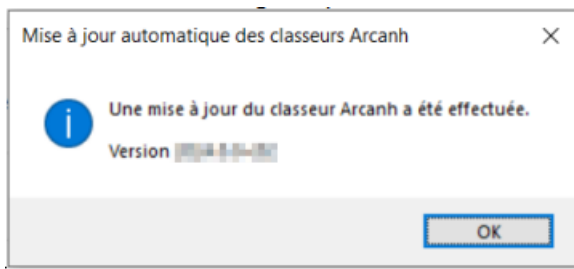 Mise à jour automatique des classeurs Arcanh
Une mise à jour du classeur Arcanh a été effectuée.
Version
OK